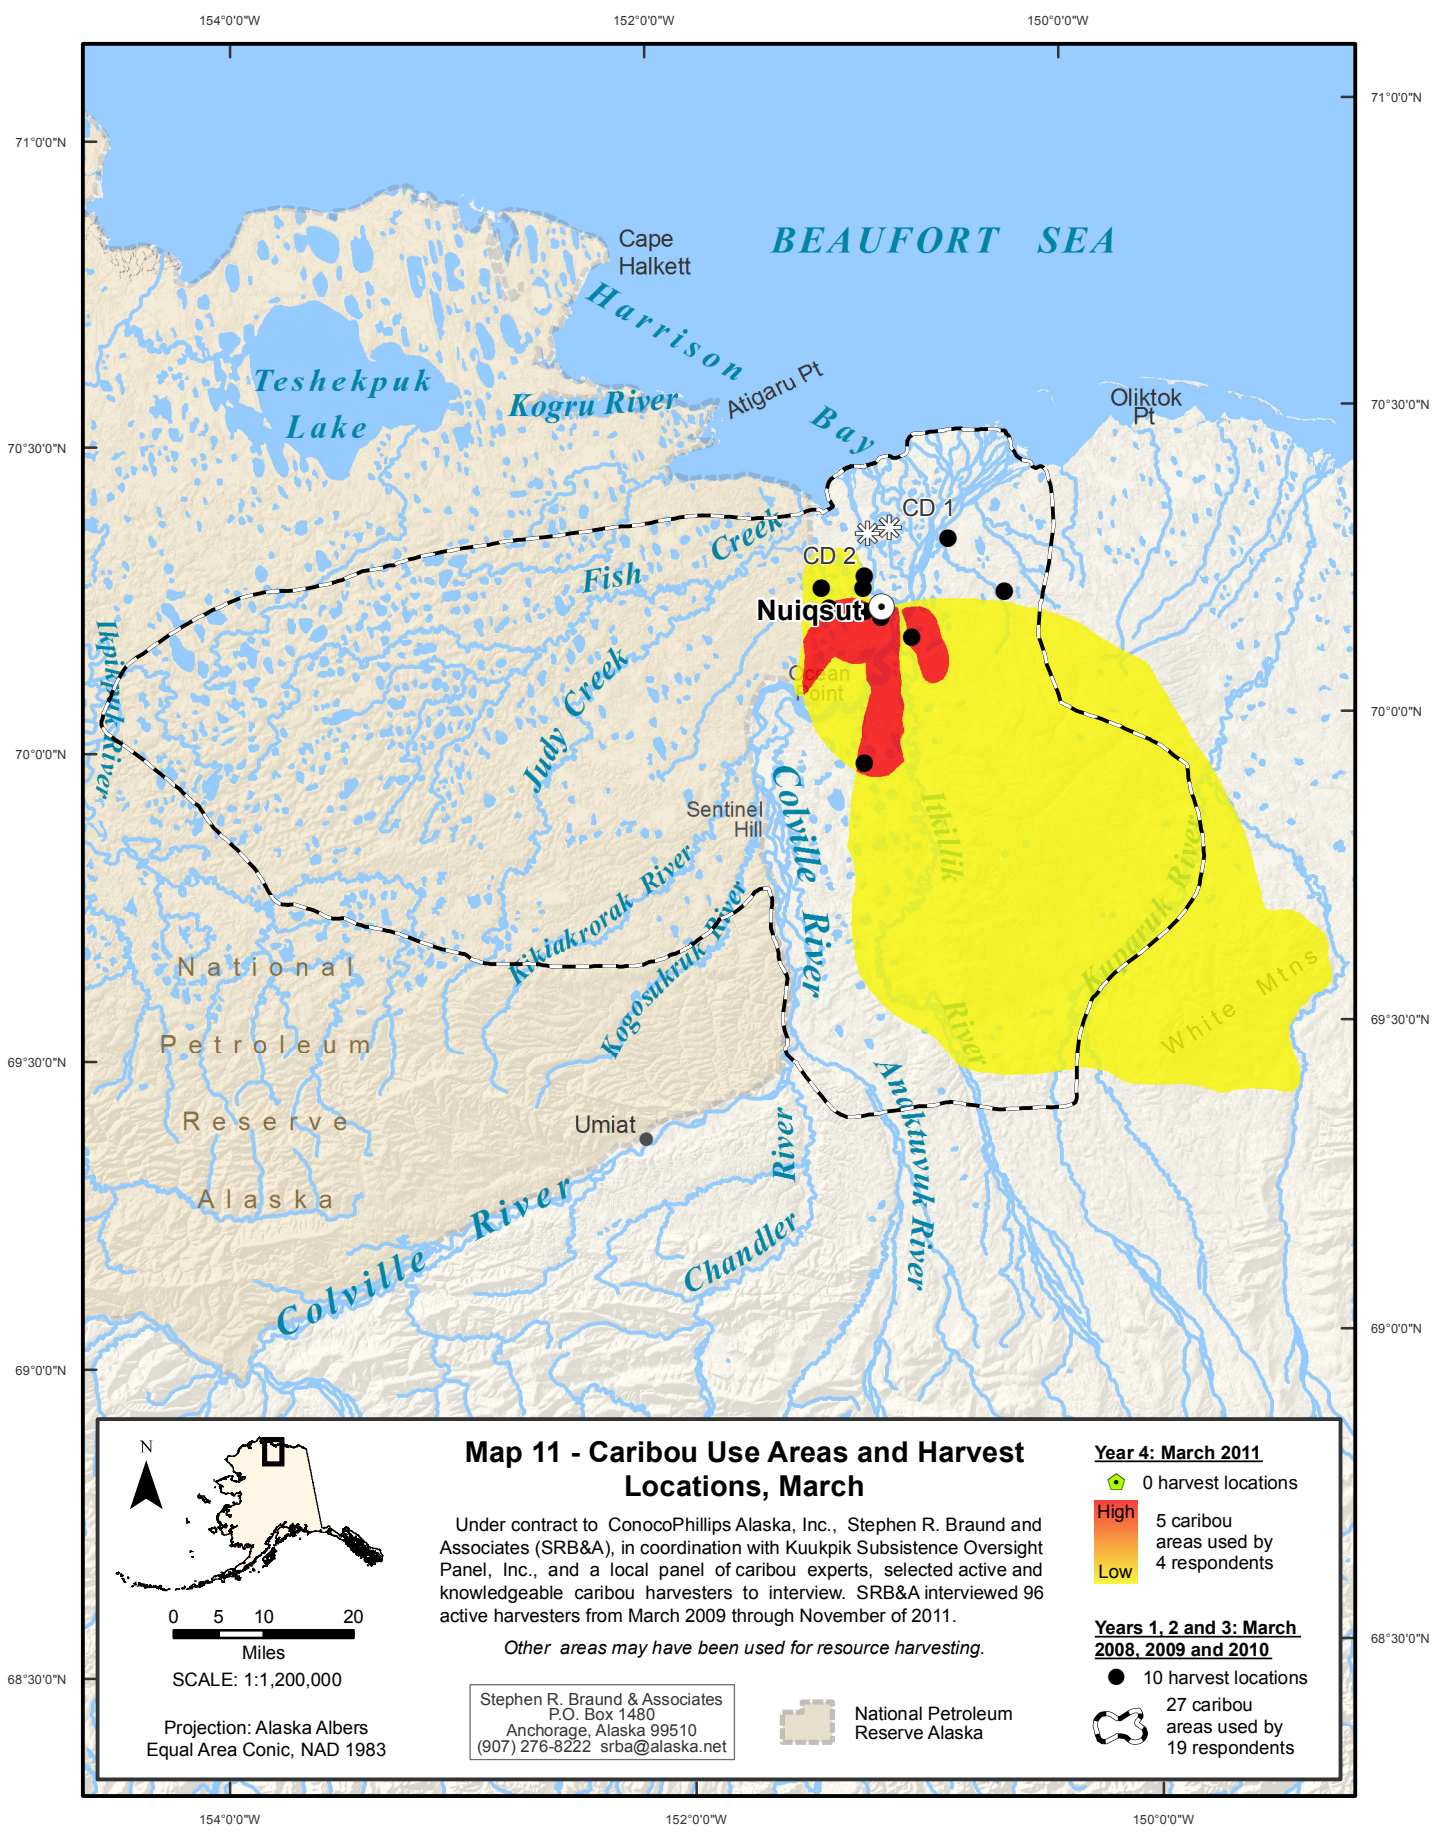 154°0'0"W
152°0'0"W
150°0'0"W
71°0'0"N
71°0'0"N
Cape
Halkett
BEAUFORT SEA
Harrison
Bay
Teshekpuk
Lake
Kogru River
Atigaru Pt
Oliktok
Pt
70°30'0"N
70°30'0"N
CD 1
CD 2
Fish Creek
Nuiqsut
Ikpikpuk River
Judy Creek
Ocean
Point
70°0'0"N
70°0'0"N
Sentinel
Hill
Colville River
Itkillik
River
Kikiakrorak River
Kogosukruk River
Kuparuk River
White Mtns
National
Petroleum
Reserve
Alaska
69°30'0"N
69°30'0"N
Umiat
Anaktuvuk River
Chandler
River
Colville River
69°0'0"N
69°0'0"N
N
Map 11 - Caribou Use Areas and Harvest
Locations, March
Under contract to ConocoPhillips Alaska, Inc., Stephen R. Braund and
Associates (SRB&A), in coordination with Kuukpik Subsistence Oversight
Panel, Inc., and a local panel of caribou experts, selected active and
knowledgeable caribou harvesters to interview. SRB&A interviewed 96
active harvesters from March 2009 through November of 2011.
Other areas may have been used for resource harvesting.
0 5 10 20
Miles
SCALE: 1:1,200,000
Projection: Alaska Albers
Equal Area Conic, NAD 1983
Stephen R. Braund & Associates
P.O. Box 1480
Anchorage, Alaska 99510
(907) 276-8222 srba@alaska.net
National Petroleum
Reserve Alaska
Year 4: March 2011
0 harvest locations
High
Low
5 caribou
areas used by
4 respondents
Years 1, 2 and 3: March
2008, 2009 and 2010
10 harvest locations
27 caribou
areas used by
19 respondents
68°30'0"N
68°30'0"N
154°0'0"W
152°0'0"W
150°0'0"W